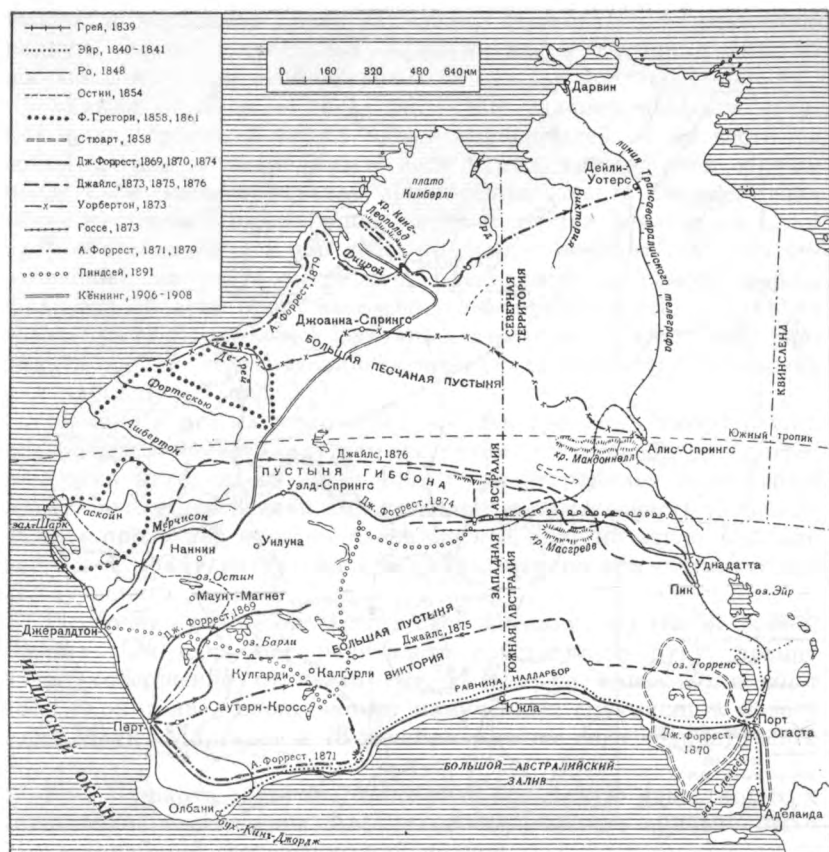 Грей, 1839
Эйр, 1840-1841
Ро, 1848
Остин, 1854
Ф. Грегори, 1858, 1861
Стюарт, 1858
Дж. Форрест, 1869, 1870, 1874
Джайлс, 1873, 1875, 1876
Уорбертон, 1873
Госсе, 1873
А. Форрест, 1871, 1879
Линдсей, 1891
Кённинг, 1906-1908
0 160 320 480 640 км
Дарвин
линия Трансавстралийского телеграфа
Дейли-
Уотерс
плато
Кимберли
хр. Кинг-
Леопольд
Орд
Виктория
Фицрой
А. Форрест, 1879
СЕВЕРНАЯ
ТЕРРИТОРИЯ
КВИНСЛЕНД
Джоанна-Спрингс
БОЛЬШАЯ ПЕСЧАНАЯ ПУСТЫНЯ
Де-Грей
Фортескью
Ашбертон
Южный тропик
Джайлс, 1876
хр. Макдоннелл
Алис-Спрингс
ПУСТЫНЯ ГИБСОНА
Уэлд-Спрингс
Дж. Форрест, 1874
ЗАПАДНАЯ АВСТРАЛИЯ
ЮЖНАЯ АВСТРАЛИЯ
Гаскойн
зал. Шарк
Мерчисон
хр. Масгрейв
Наннин
Уилуна
Уднадатта
оз. Остин
Пик
оз. Эйр
Маунт-Магнет
Дж. Форрест, 1869
Джералдтон
оз. Барли
БОЛЬШАЯ ПУСТЫНЯ
ВИКТОРИЯ
Джайлс, 1875
оз. Торренс
Кулгарди
Калгурли
РАВНИНА НАЛЛАРБОР
Саутерн-Кросс
Юкла
ИНДИЙСКИЙ ОКЕАН
Перт
Порт
Огаста
Дж. Форрест,
1870
А. Форрест, 1871
БОЛЬШОЙ АВСТРАЛИЙСКИЙ
ЗАЛИВ
зал. Спенсер
Олбани
бух. Кинг-Джордж
Аделаида